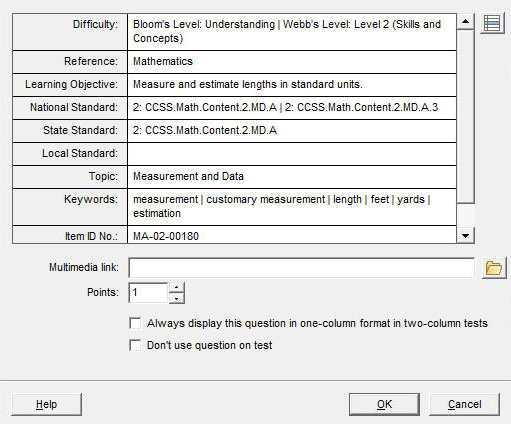 Difficulty: Bloom's Level: Understanding | Webb's Level: Level 2 (Skills and
Concepts)
Reference: Mathematics
Learning Objective: Measure and estimate lengths in standard units.
National Standard: 2: CCSS.Math.Content.2.MD.A | 2: CCSS.Math.Content.2.MD.A.3
State Standard: 2: CCSS.Math.Content.2.MD.A
Local Standard:
Topic: Measurement and Data
Keywords: measurement | customary measurement | length | feet | yards |
estimation
Item ID No.: MA-02-00180
Multimedia link:
Points: 1
Always display this question in one-column format in two-column tests
Don't use question on test
Help OK Cancel